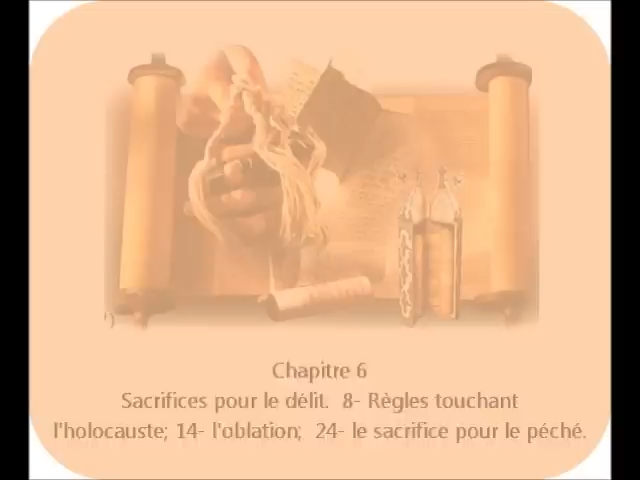 Chapitre 6
Sacrifices pour le délit. 8- Règles touchant
l'holocauste; 14- l'oblation; 24- le sacrifice pour le péché.